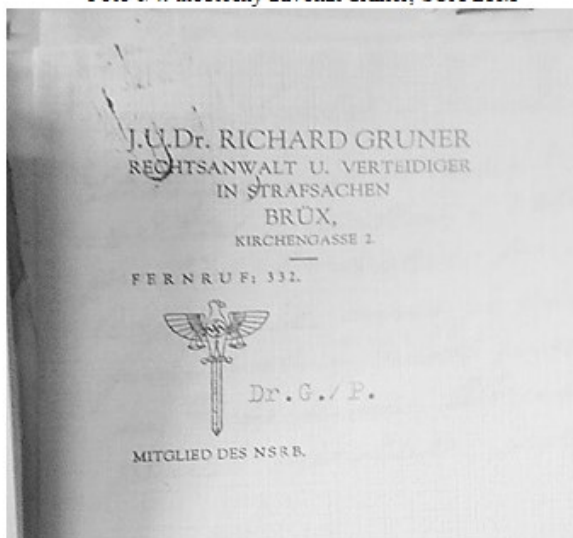 J.U.Dr. RICHARD GRUNER
RECHTSANWALT U. VERTEIDIGER
IN STRAFSACHEN
BRÜX,
KIRCHENGASSE 2.
FERNRUF: 332.
Dr.G./P.
MITGLIED DES NSRB.